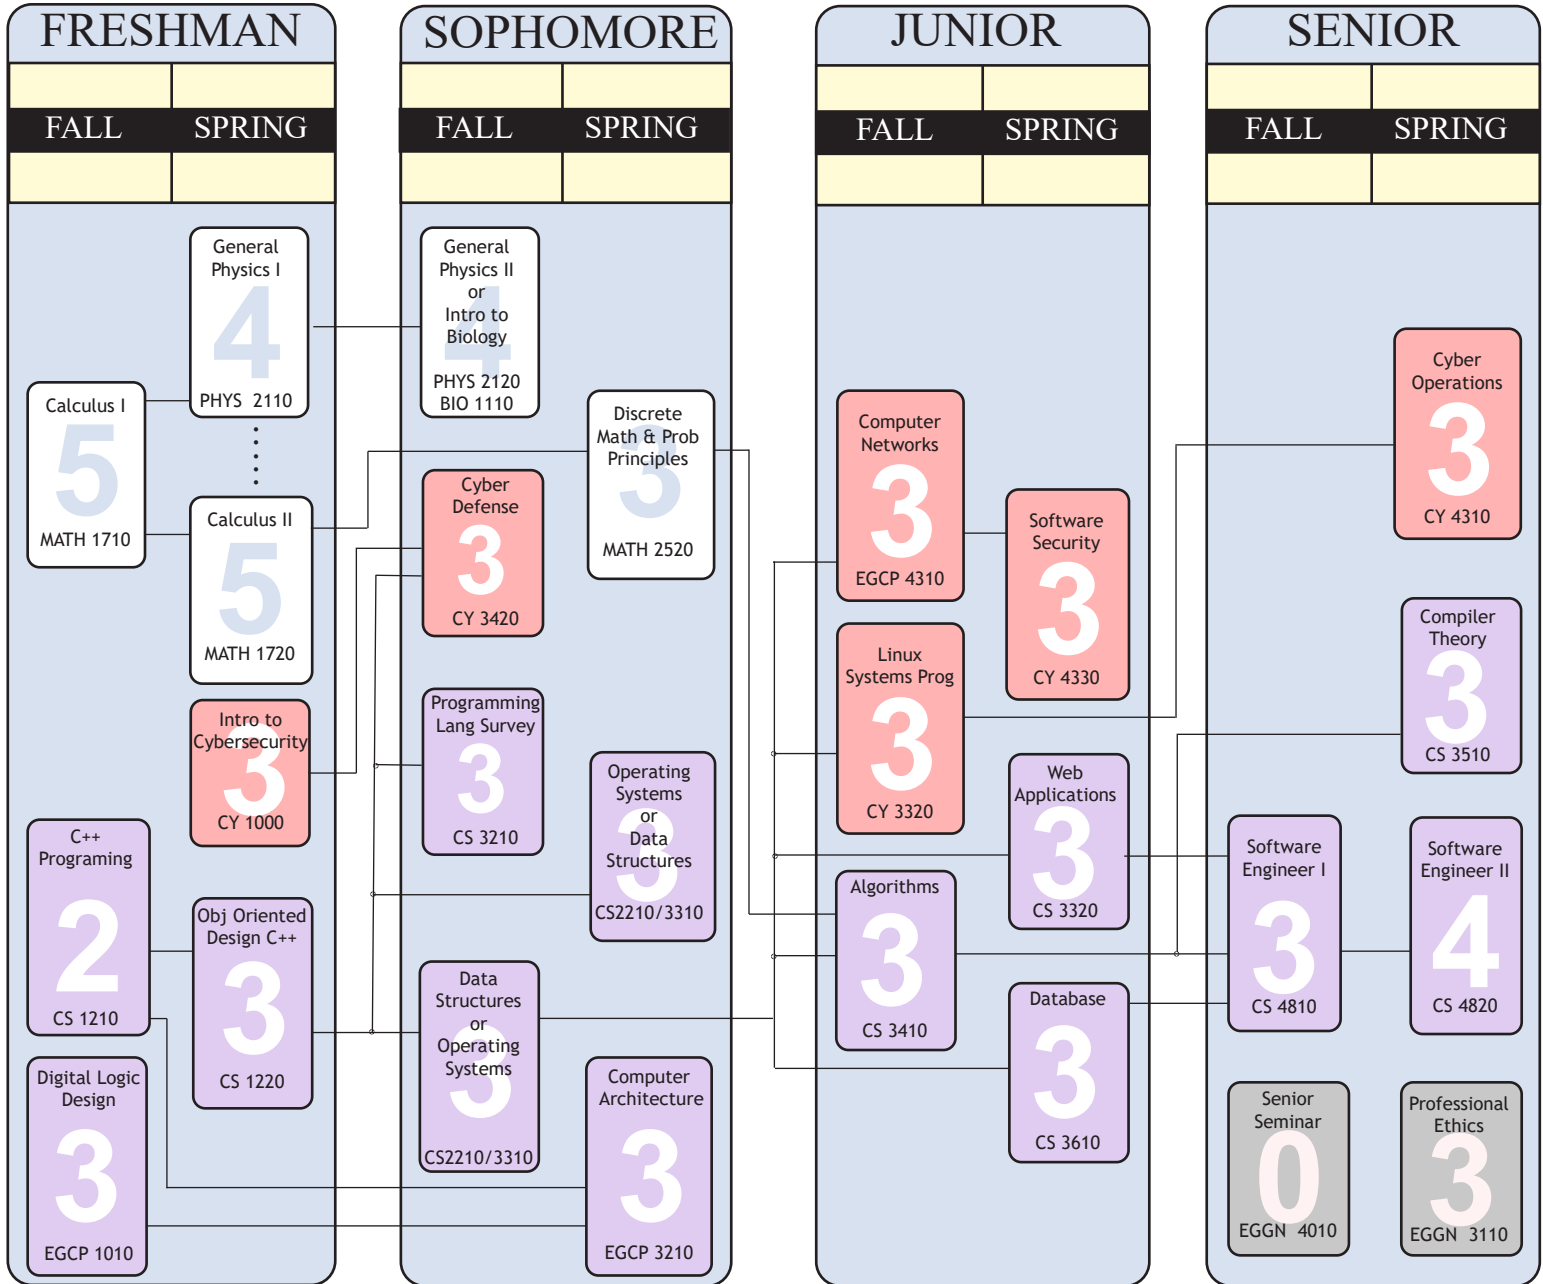 FRESHMAN
FALL
SPRING
General
Physics I
4
PHYS 2110
Calculus I
5
MATH 1710
Calculus II
5
MATH 1720
Intro to
Cybersecurity
3
CY 1000
C++
Programing
2
CS 1210
Obj Oriented
Design C++
3
CS 1220
Digital Logic
Design
3
EGCP 1010
SOPHOMORE
FALL
SPRING
General
Physics II
or
Intro to
Biology
4
PHYS 2120
BIO 1110
Discrete
Math & Prob
Principles
3
MATH 2520
Cyber
Defense
3
CY 3420
Programming
Lang Survey
3
CS 3210
Operating
Systems
or
Data
Structures
3
CS2210/3310
Data
Structures
or
Operating
Systems
3
CS2210/3310
Computer
Architecture
3
EGCP 3210
JUNIOR
FALL
SPRING
Computer
Networks
3
EGCP 4310
Software
Security
3
CY 4330
Linux
Systems Prog
3
CY 3320
Web
Applications
3
CS 3320
Algorithms
3
CS 3410
Database
3
CS 3610
SENIOR
FALL
SPRING
Cyber
Operations
3
CY 4310
Compiler
Theory
3
CS 3510
Software
Engineer I
3
CS 4810
Software
Engineer II
4
CS 4820
Senior
Seminar
0
EGGN 4010
Professional
Ethics
3
EGGN 3110